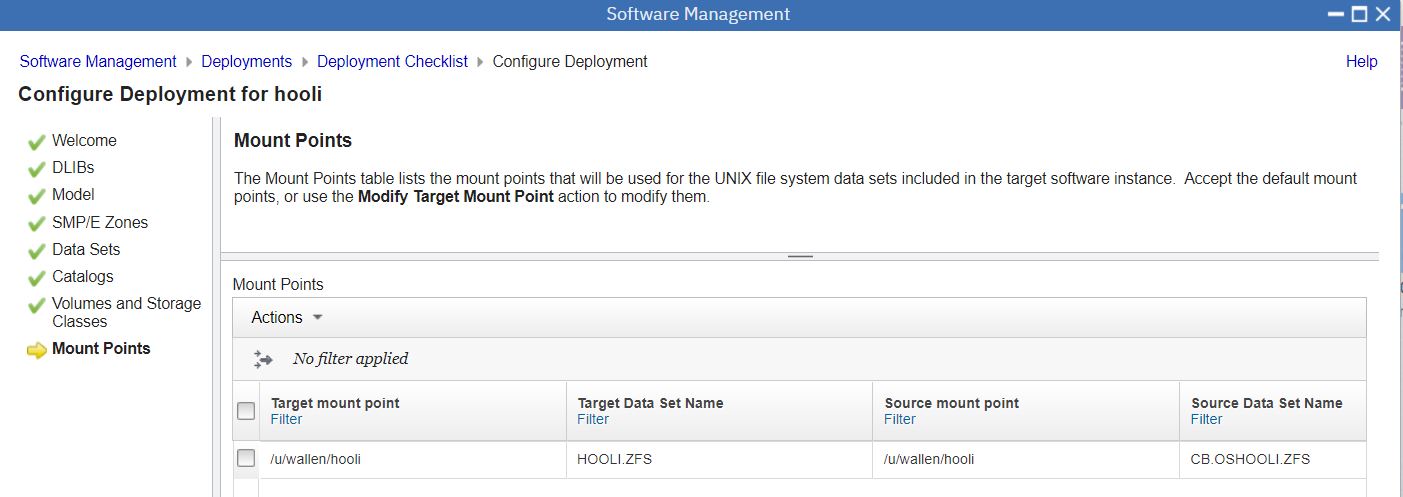 Software Management
Software Management Deployments Deployment Checklist Configure Deployment Help
Configure Deployment for hooli
Welcome
DLIBs
Model
SMP/E Zones
Data Sets
Catalogs
Volumes and Storage
Classes
Mount Points
Mount Points
The Mount Points table lists the mount points that will be used for the UNIX file system data sets included in the target software instance. Accept the default mount
points, or use the Modify Target Mount Point action to modify them.
Mount Points
Actions
No filter applied
Target mount point Target Data Set Name Source mount point Source Data Set Name
Filter Filter Filter Filter
/u/wallen/hooli HOOLI.ZFS /u/wallen/hooli CB.OSHOOLI.ZFS